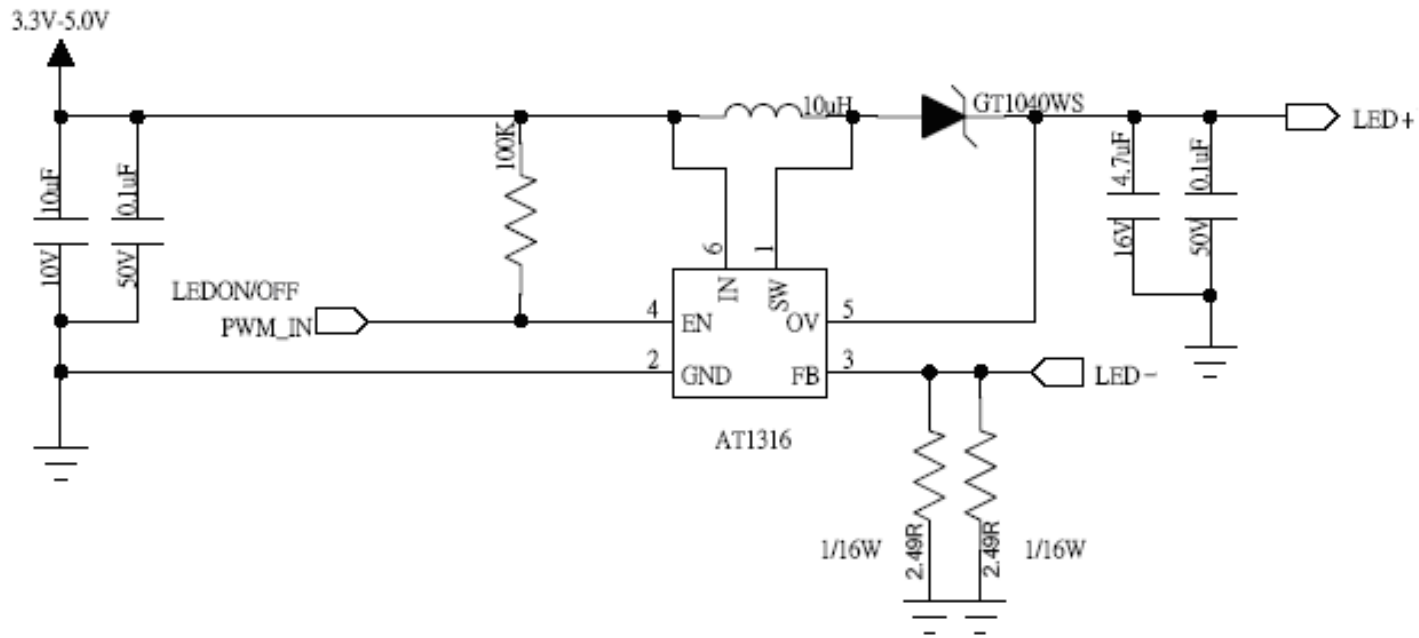 3.3V-5.0V
10uH
GT1040WS
LED+
10uF
10V
0.1uF
50V
100K
4.7uF
16V
0.1uF
50V
6
1
IN
SW
LEDON/OFF
PWM_IN
4
EN
OV
5
2
GND
FB
3
LED-
AT1316
1/16W
2.49R
2.49R
1/16W